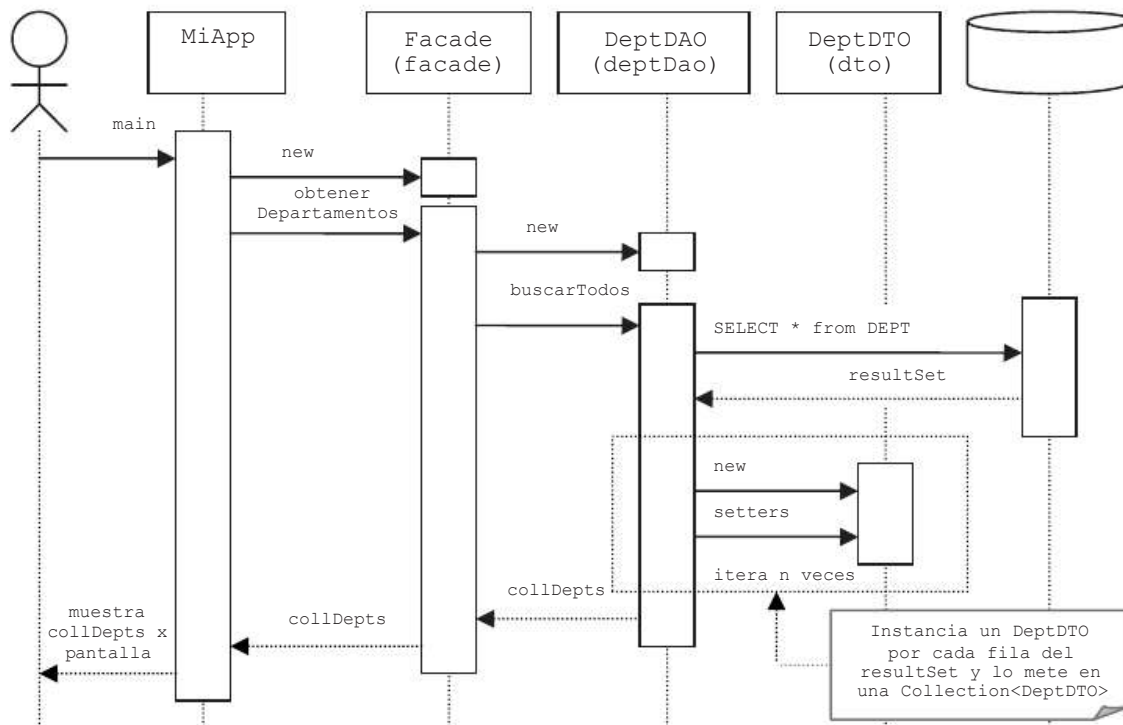 MiApp
Facade
(facade)
DeptDAO
(deptDao)
DeptDTO
(dto)
main
new
obtener
Departamentos
new
buscarTodos
SELECT * from DEPT
resultSet
new
setters
itera n veces
collDepts
collDepts
muestra
collDepts x
pantalla
Instancia un DeptDTO
por cada fila del
resultSet y lo mete en
una Collection<DeptDTO>